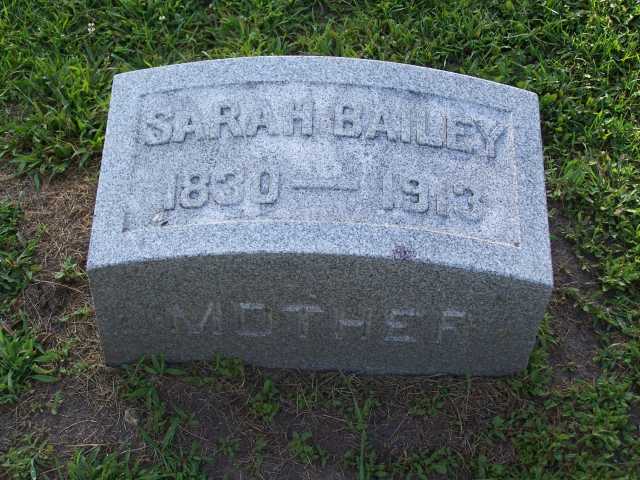 SARAH BAILEY
1830 — 1913
MOTHER